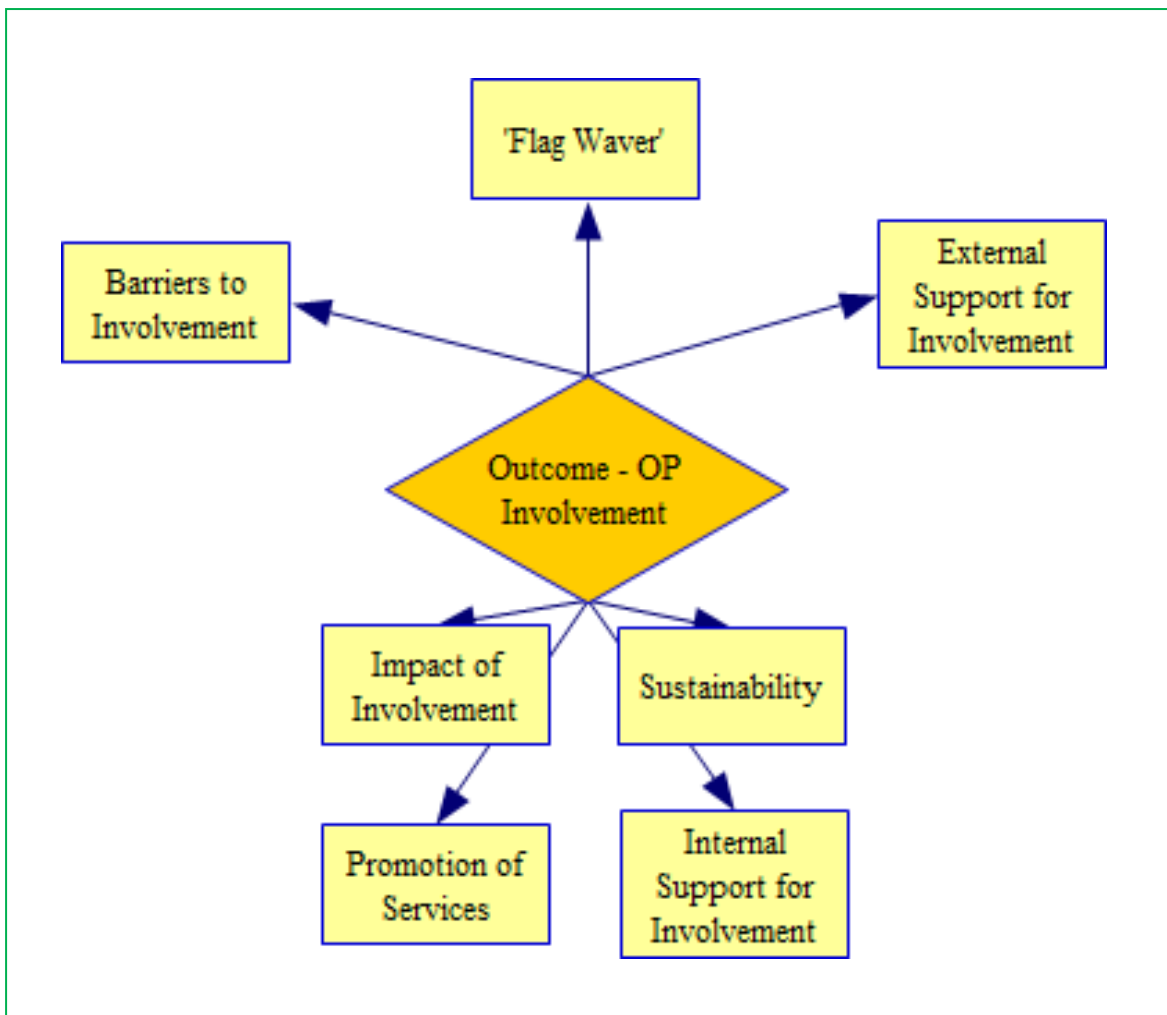 'Flag Waver'
Barriers to
Involvement
External
Support for
Involvement
Outcome - OP
Involvement
Impact of
Involvement
Sustainability
Promotion of
Services
Internal
Support for
Involvement